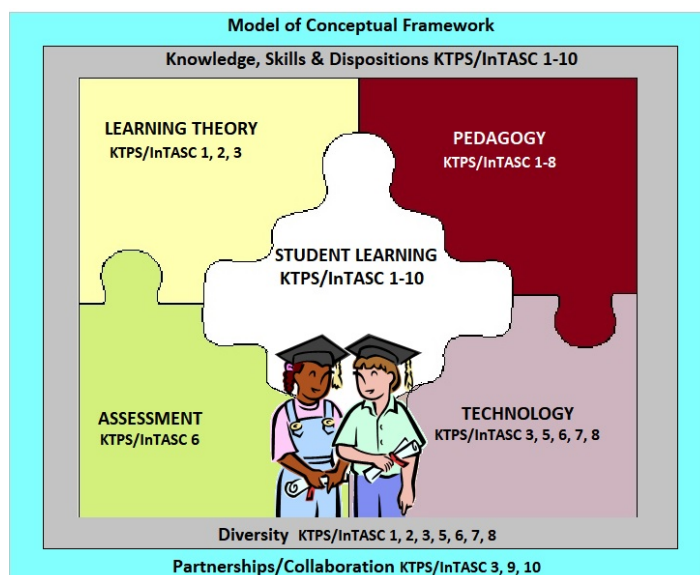 Model of Conceptual Framework
Knowledge, Skills & Dispositions KTPS/InTASC 1-10
LEARNING THEORY
KTPS/InTASC 1, 2, 3
PEDAGOGY
KTPS/InTASC 1-8
STUDENT LEARNING
KTPS/InTASC 1-10
ASSESSMENT
KTPS/InTASC 6
TECHNOLOGY
KTPS/InTASC 3, 5, 6, 7, 8
Diversity KTPS/InTASC 1, 2, 3, 5, 6, 7, 8
Partnerships/Collaboration KTPS/InTASC 3, 9, 10